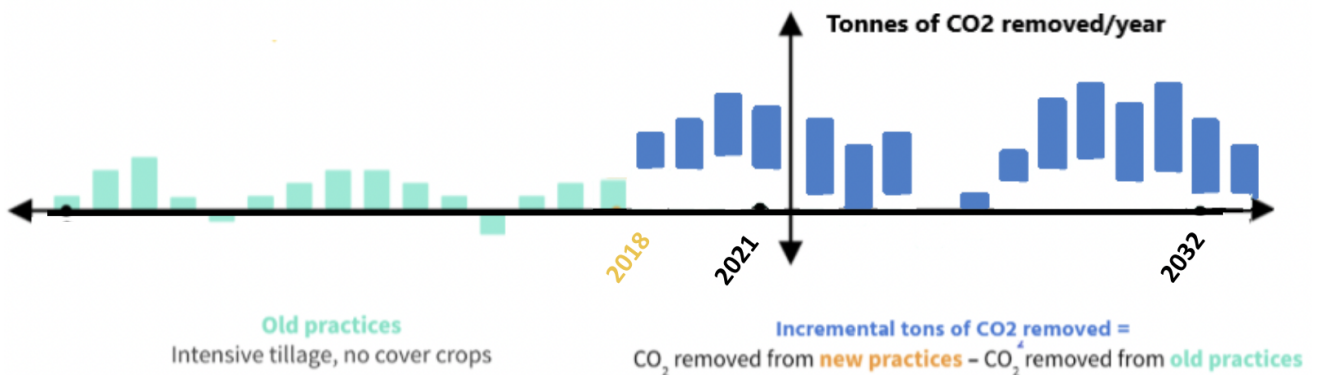 Tonnes of CO2 removed/year
2018
2021
2032
Old practices
Intensive tillage, no cover crops
Incremental tons of CO2 removed =
CO₂ removed from new practices – CO₂ removed from old practices